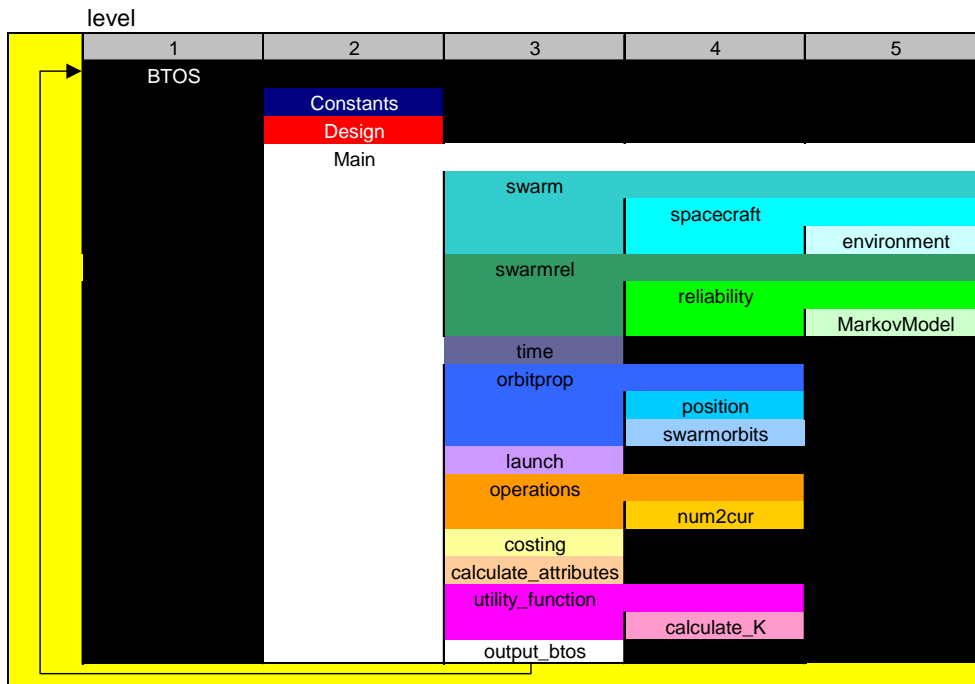 level
1 2 3 4 5
BTOS
Constants
Design
Main
swarm
spacecraft
environment
swarmrel
reliability
MarkovModel
time
orbitprop
position
swarmorbits
launch
operations
num2cur
costing
calculate_attributes
utility_function
calculate_K
output_btos